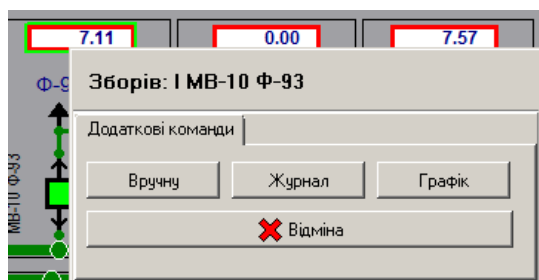 7.11 0.00 7.57
Ф-9
Зборів: І МВ-10 Ф-93
Додаткові команди
МВ-10 Ф-93
Вручну Журнал Графік
Відміна